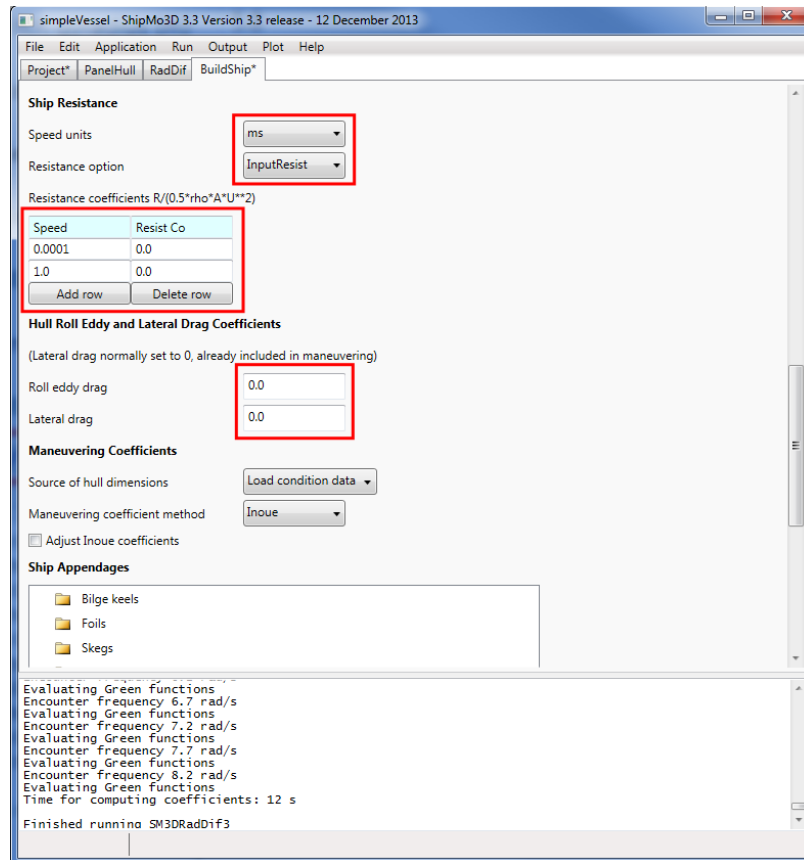 simpleVessel - ShipMo3D 3.3 Version 3.3 release - 12 December 2013
File Edit Application Run Output Plot Help
Project* PanelHull RadDif BuildShip*
Ship Resistance
Speed units ms
Resistance option InputResist
Resistance coefficients R/(0.5*rho*A*U**2)
Speed Resist Co
0.0001 0.0
1.0 0.0
Add row Delete row
Hull Roll Eddy and Lateral Drag Coefficients
(Lateral drag normally set to 0, already included in maneuvering)
Roll eddy drag 0.0
Lateral drag 0.0
Maneuvering Coefficients
Source of hull dimensions Load condition data
Maneuvering coefficient method Inoue
Adjust Inoue coefficients
Ship Appendages
Bilge keels
Foils
Skegs
Evaluating Green functions
Encounter frequency 6.7 rad/s
Evaluating Green functions
Encounter frequency 7.2 rad/s
Evaluating Green functions
Encounter frequency 7.7 rad/s
Evaluating Green functions
Encounter frequency 8.2 rad/s
Evaluating Green functions
Time for computing coefficients: 12 s
Finished running SM3DRadDif3